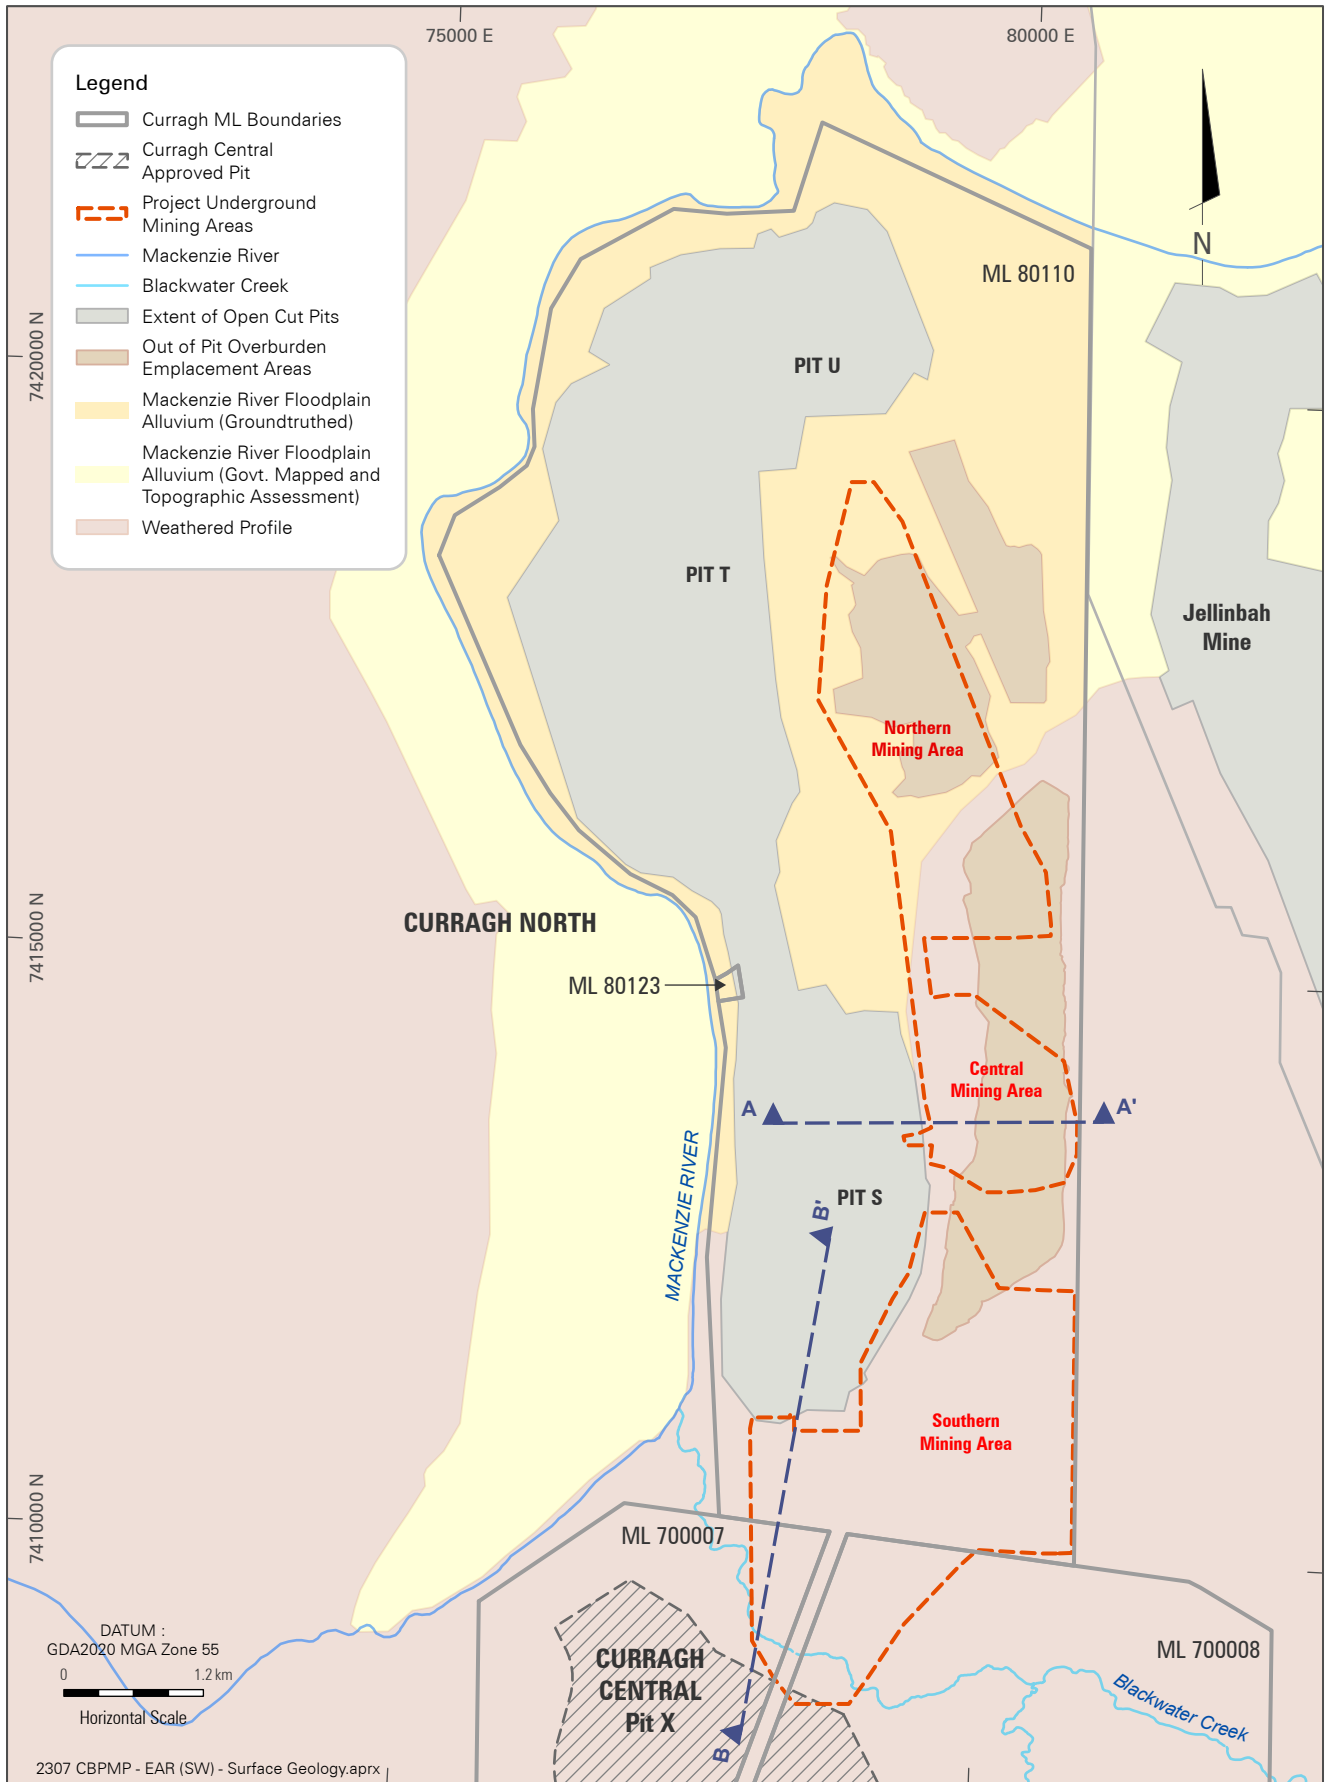 75000 E
80000 E
Legend
Curragh ML Boundaries
Curragh Central
Approved Pit
Project Underground
Mining Areas
Mackenzie River
Blackwater Creek
Extent of Open Cut Pits
Out of Pit Overburden
Emplacement Areas
Mackenzie River Floodplain
Alluvium (Groundtruthed)
Mackenzie River Floodplain
Alluvium (Govt. Mapped and
Topographic Assessment)
Weathered Profile
N
ML 80110
7420000 N
PIT U
PIT T
Jellinbah
Mine
Northern
Mining Area
7415000 N
CURRAGH NORTH
ML 80123
Central
Mining Area
A
A'
MACKENZIE RIVER
PIT S
B'
Southern
Mining Area
7410000 N
ML 700007
ML 700008
DATUM :
GDA2020 MGA Zone 55
0
1.2 km
Horizontal Scale
CURRAGH
CENTRAL
Pit X
B
Blackwater Creek
2307 CBPMP - EAR (SW) - Surface Geology.aprx